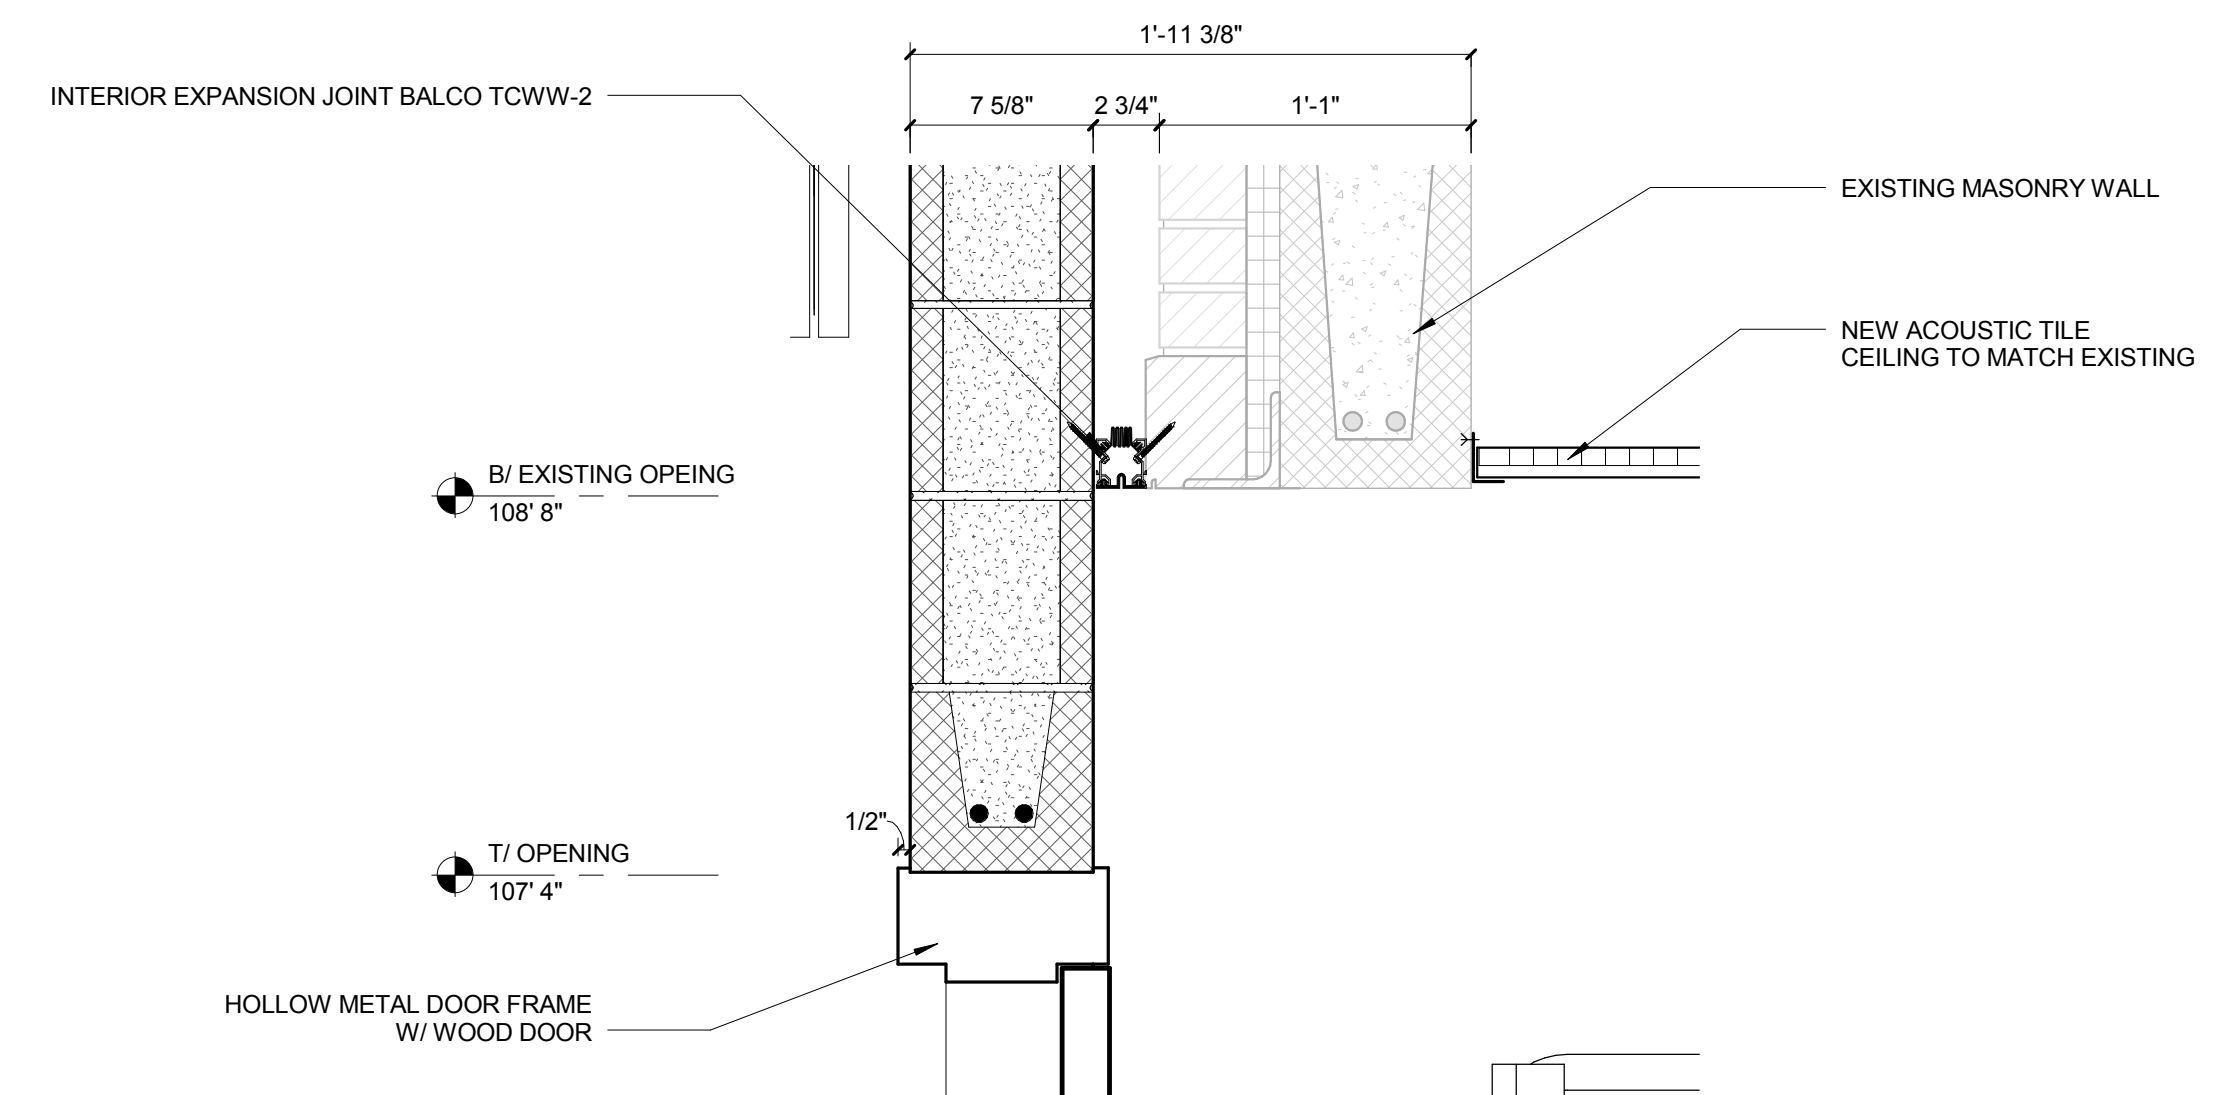 1'-11 3/8"
INTERIOR EXPANSION JOINT BALCO TCWW-2
7 5/8"
2 3/4"
1'-1"
EXISTING MASONRY WALL
NEW ACOUSTIC TILE
CEILING TO MATCH EXISTING
B/ EXISTING OPEING
108' 8"
1/2"
T/ OPENING
107' 4"
HOLLOW METAL DOOR FRAME
W/ WOOD DOOR